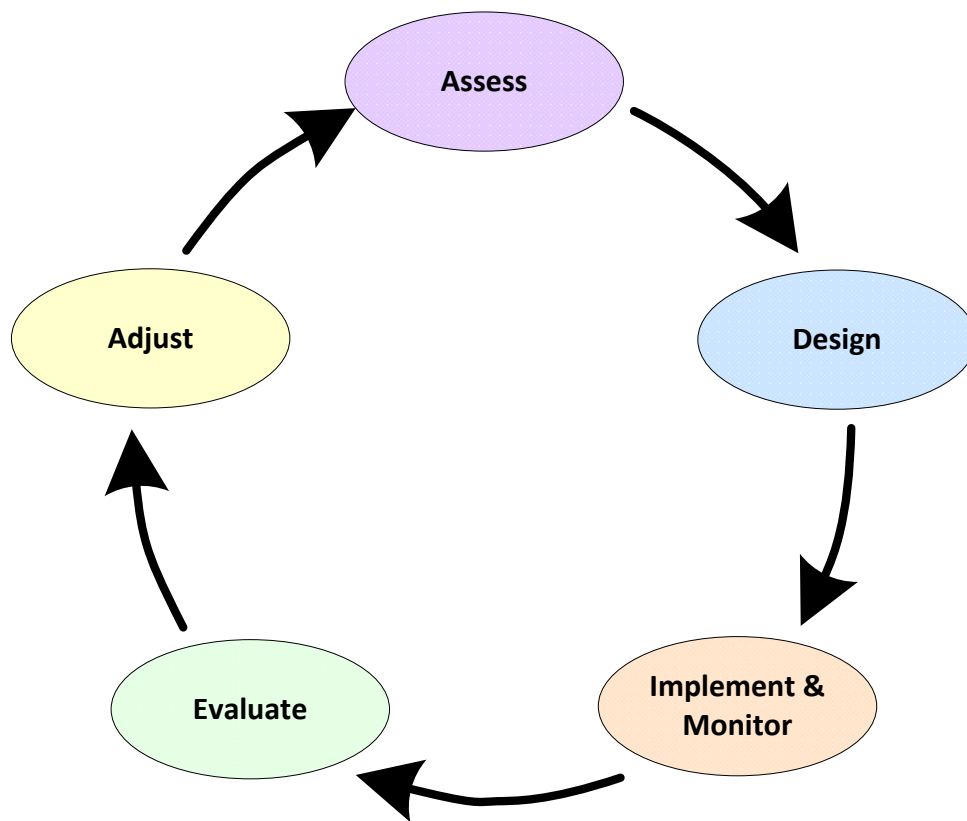 Assess
Design
Implement &
Monitor
Evaluate
Adjust